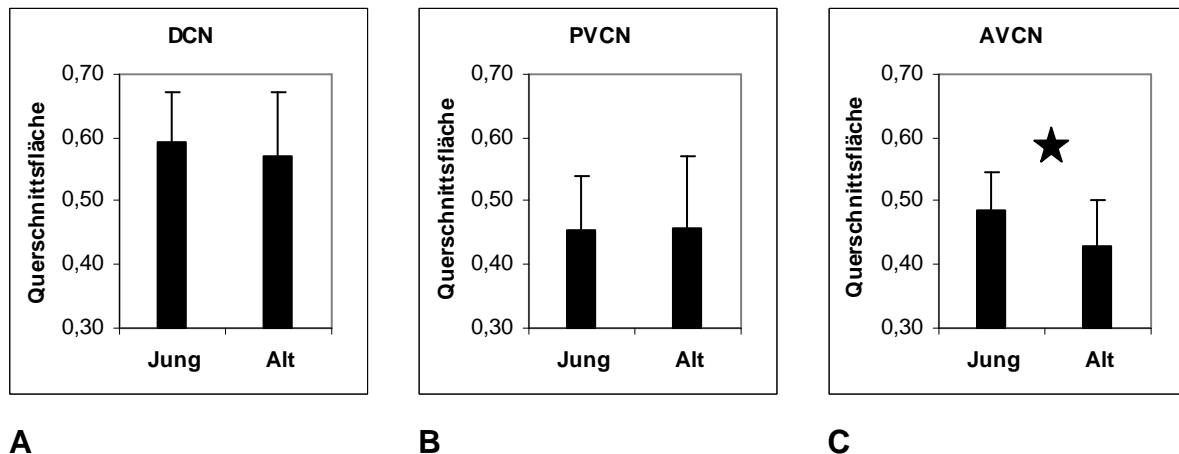 DCN
Querschnittsfläche
0,70
0,60
0,50
0,40
0,30
Jung Alt
A
PVCN
Querschnittsfläche
0,70
0,60
0,50
0,40
0,30
Jung Alt
B
AVCN
Querschnittsfläche
0,70
0,60
0,50
0,40
0,30
Jung Alt
C